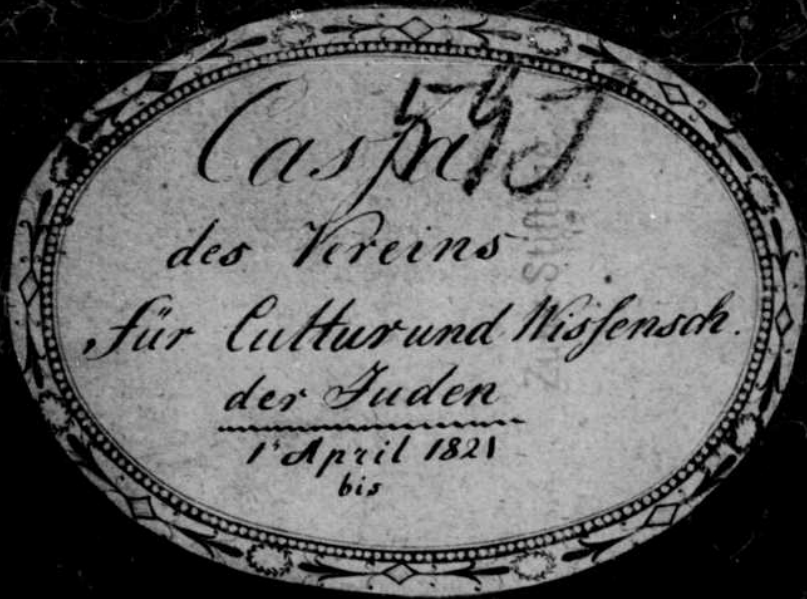 Casſa
des Vereins
für Cultur und Wisſensch.
der Juden
1' April 1821
bis